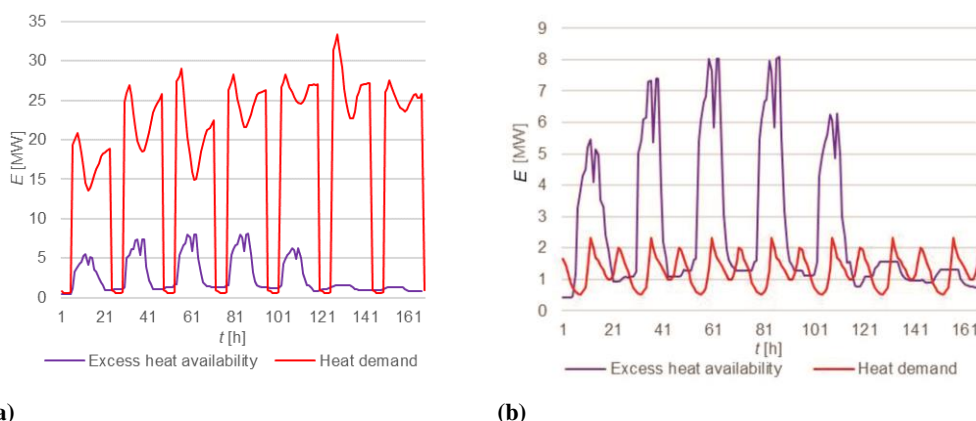 35
30
25
20
15
10
5
0
E [MW]
1 21 41 61 81 101 121 141 161
t [h]
Excess heat availability Heat demand
9
8
7
6
5
4
3
2
1
0
E [MW]
1 21 41 61 81 101 121 141 161
t [h]
Excess heat availability Heat demand
a) (b)